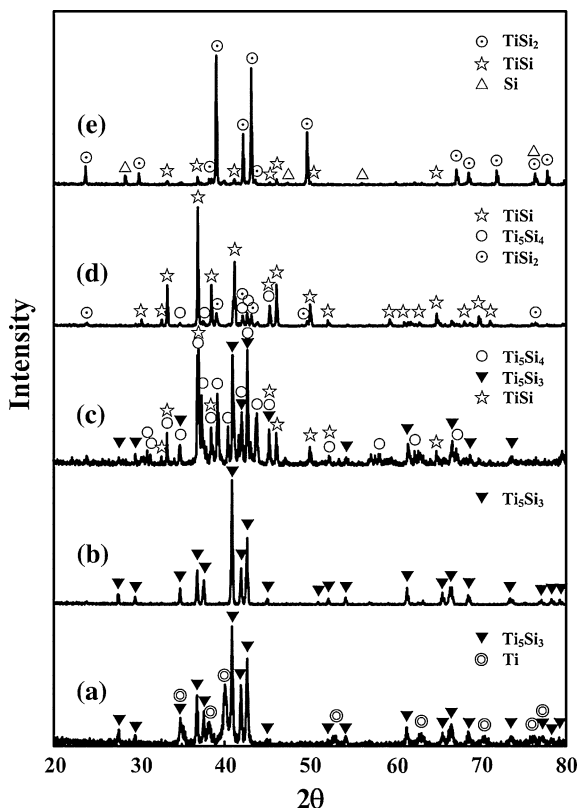 (e)
⊙ TiSi₂
☆ TiSi
△ Si
(d)
☆ TiSi
○ Ti₅Si₄
⊙ TiSi₂
(c)
○ Ti₅Si₄
▼ Ti₅Si₃
☆ TiSi
(b)
▼ Ti₅Si₃
(a)
▼ Ti₅Si₃
◎ Ti
Intensity
20 30 40 50 60 70 80
2θ